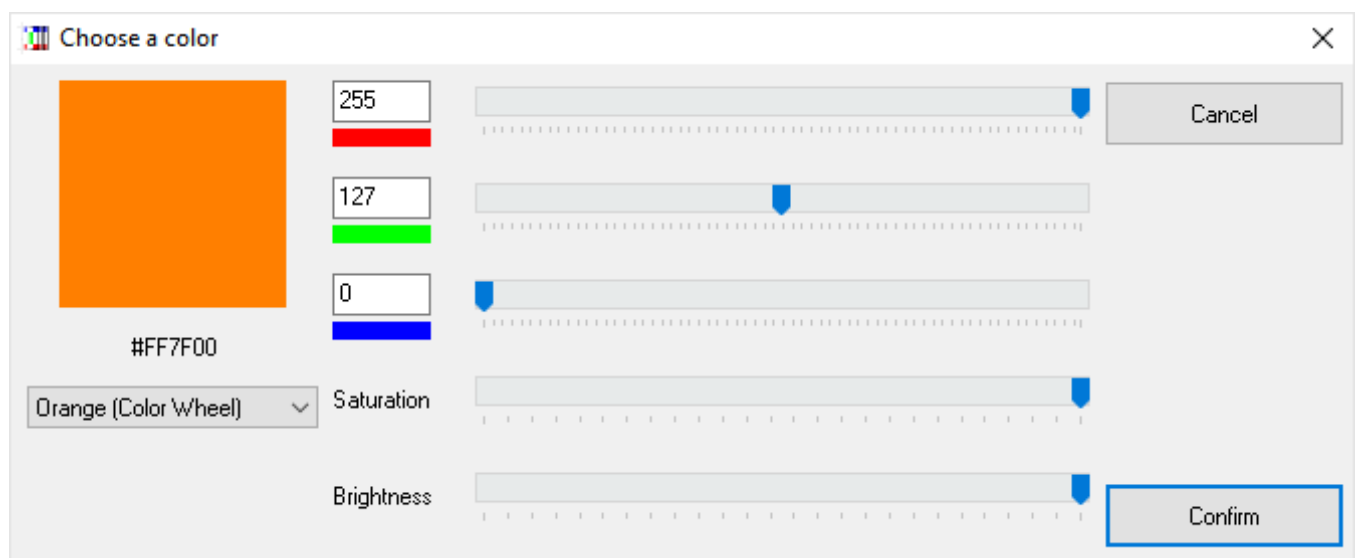 Choose a color
255
Cancel
127
0
#FF7F00
Orange (Color Wheel)
Saturation
Brightness
Confirm